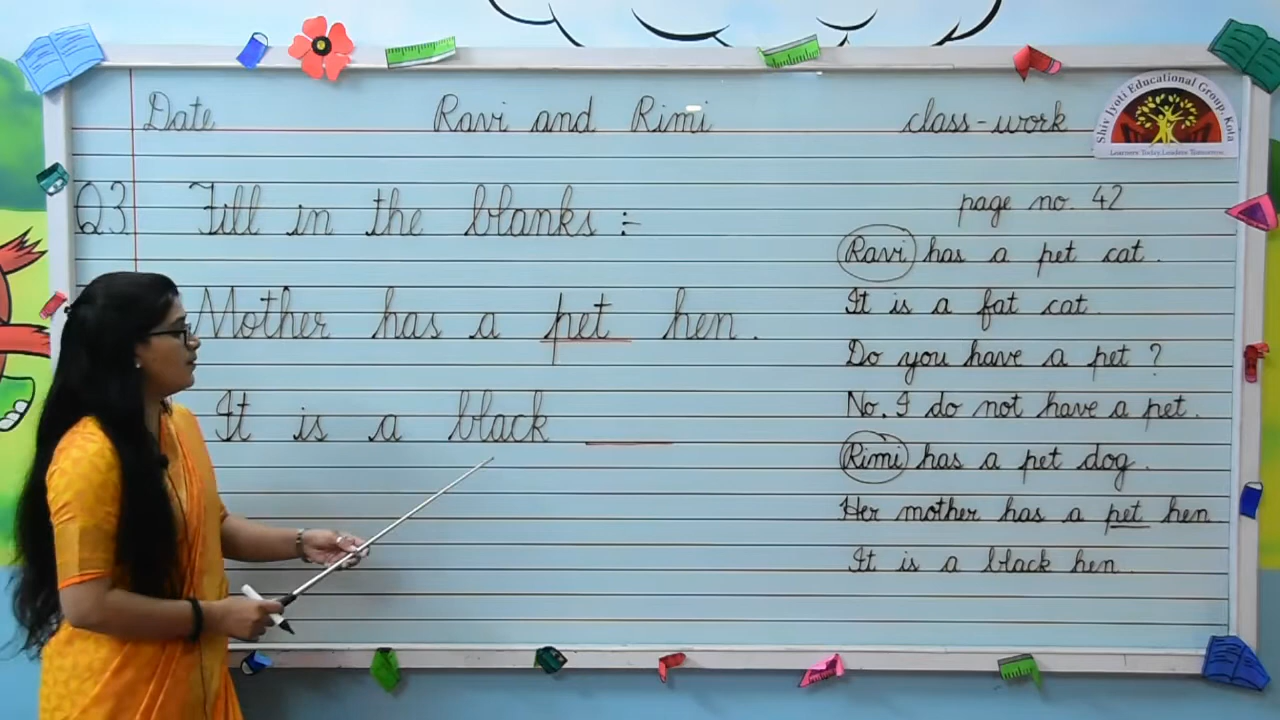 Date Ravi and Rimi class-work
Shiv Jyoti Educational Group, Kota
Learners Today, Leaders Tomorrow
Q3 Fill in the blanks :-
Mother has a pet hen.
It is a black ____
page no. 42
Ravi has a pet cat.
It is a fat cat.
Do you have a pet ?
No. I do not have a pet.
Rimi has a pet dog.
Her mother has a pet hen
It is a black hen.